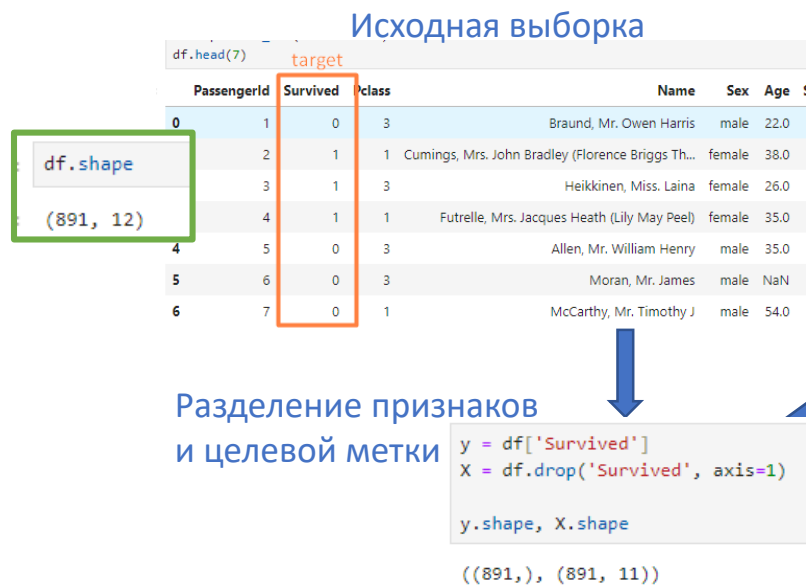 Исходная выборка
df.head(7)
target
PassengerId Survived Pclass Name Sex Age
0 1 0 3 Braund, Mr. Owen Harris male 22.0
2 1 1 Cumings, Mrs. John Bradley (Florence Briggs Th... female 38.0
3 1 3 Heikkinen, Miss. Laina female 26.0
4 1 1 Futrelle, Mrs. Jacques Heath (Lily May Peel) female 35.0
4 5 0 3 Allen, Mr. William Henry male 35.0
5 6 0 3 Moran, Mr. James male NaN
6 7 0 1 McCarthy, Mr. Timothy J male 54.0
df.shape
(891, 12)
Разделение признаков
и целевой метки
y = df['Survived']
X = df.drop('Survived', axis=1)
y.shape, X.shape
((891,), (891, 11))